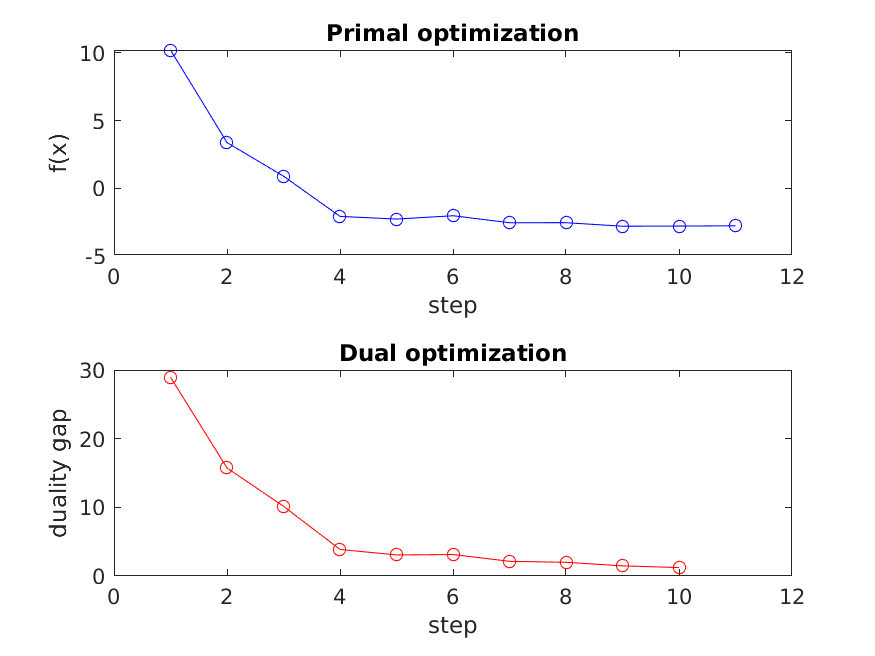 Primal optimization
10
5
0
-5
f(x)
0 2 4 6 8 10 12
step
Dual optimization
30
20
10
0
duality gap
0 2 4 6 8 10 12
step